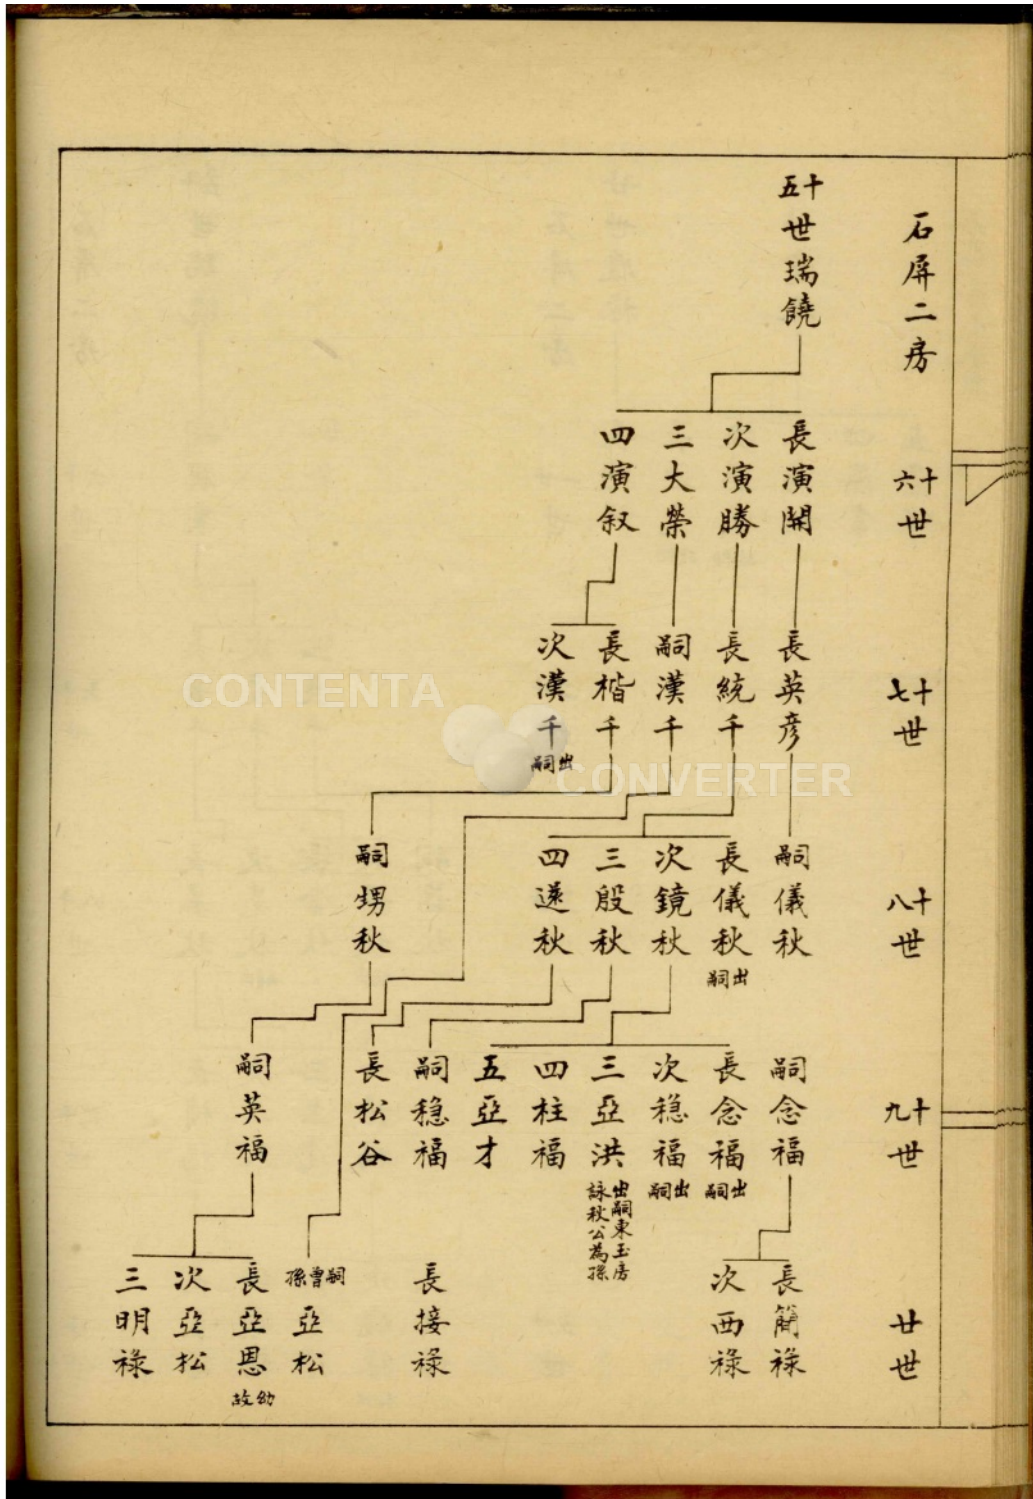 石屏二房
十五世瑞饒
十六世
長演開
次演勝
三大榮
四演叙
十七世
長英彦
長統千
嗣漢千
長楷千
次漢千
出嗣
十八世
嗣儀秋
長儀秋
出嗣
次鏡秋
三殷秋
四遂秋
嗣甥秋
十九世
嗣念福
長念福
出嗣
次穏福
出嗣
三亞洪
出嗣東玉房
詠秋公為孫
四柱福
五亞才
嗣穏福
長松谷
嗣英福
廿世
長簡祿
次西祿
長接祿
嗣曾孫
亞松
長亞恩
幼故
次亞松
三明祿
CONTENTA
CONVERTER